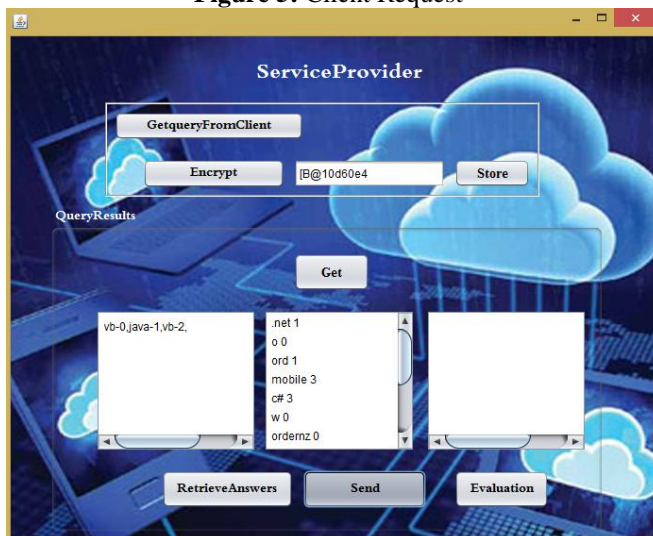 Figure 3: Client Request
ServiceProvider
GetqueryFromClient
Encrypt [B@10d60e4 Store
QueryResults
Get
vb-0,java-1,vb-2,
.net 1
o 0
ord 1
mobile 3
c# 3
w 0
ordernz 0
RetrieveAnswers Send Evaluation